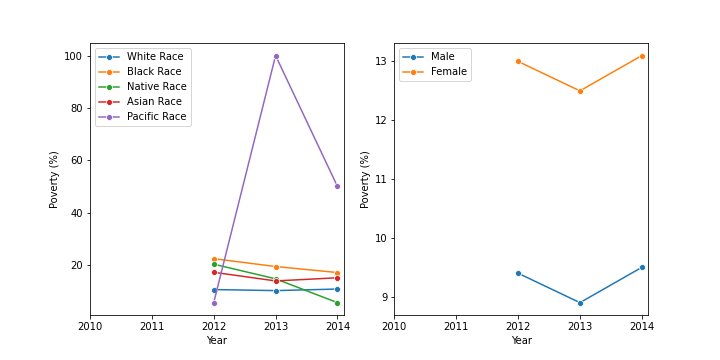 Poverty (%)
100
80
60
40
20
White Race
Black Race
Native Race
Asian Race
Pacific Race
2010 2011 2012 2013 2014
Year
Poverty (%)
13
12
11
10
9
Male
Female
2010 2011 2012 2013 2014
Year